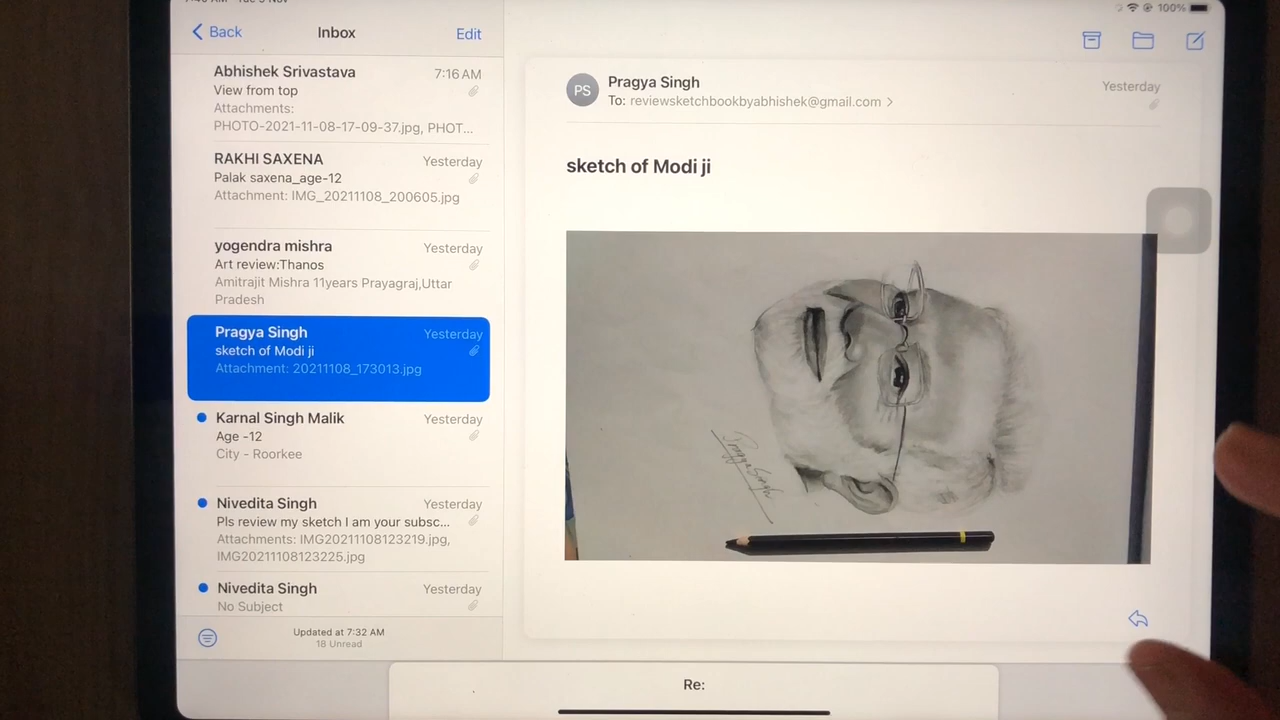 100%
Back
Inbox
Edit
Abhishek Srivastava
7:16 AM
View from top
Attachments:
PHOTO-2021-11-08-17-09-37.jpg, PHOT...
RAKHI SAXENA
Yesterday
Palak saxena_age-12
Attachment: IMG_20211108_200605.jpg
yogendra mishra
Yesterday
Art review:Thanos
Amitrajit Mishra 11years Prayagraj,Uttar
Pradesh
Pragya Singh
Yesterday
sketch of Modi ji
Attachment: 20211108_173013.jpg
Karnal Singh Malik
Yesterday
Age -12
City - Roorkee
Nivedita Singh
Yesterday
Pls review my sketch I am your subsc...
Attachments: IMG20211108123219.jpg,
IMG20211108123225.jpg
Nivedita Singh
Yesterday
No Subject
Updated at 7:32 AM
18 Unread
PS
Pragya Singh
Yesterday
To: reviewsketchbookbyabhishek@gmail.com
sketch of Modi ji
Pragya Singh
Re: